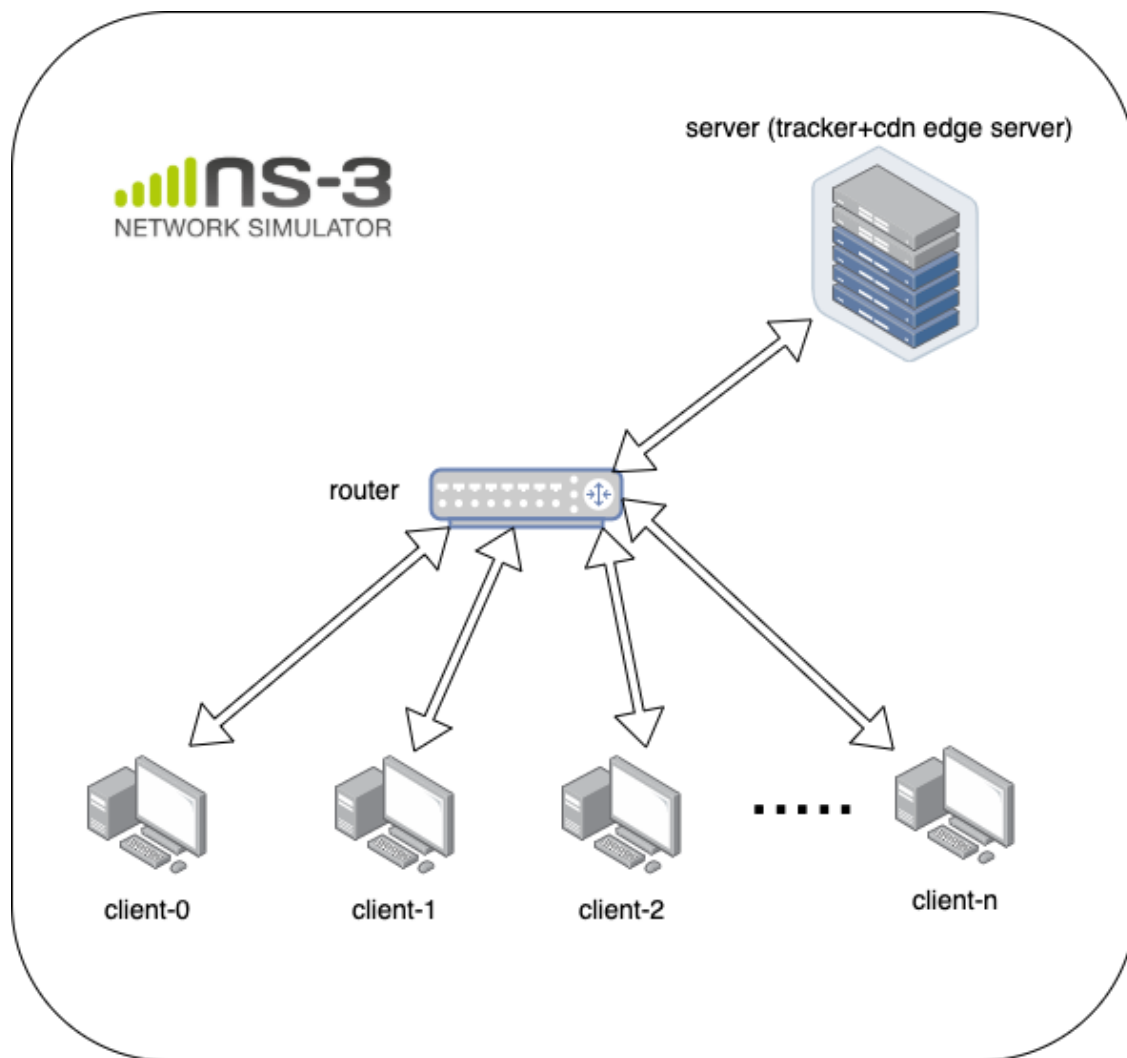 server (tracker+cdn edge server)
ns-3
NETWORK SIMULATOR
router
client-0
client-1
client-2
client-n